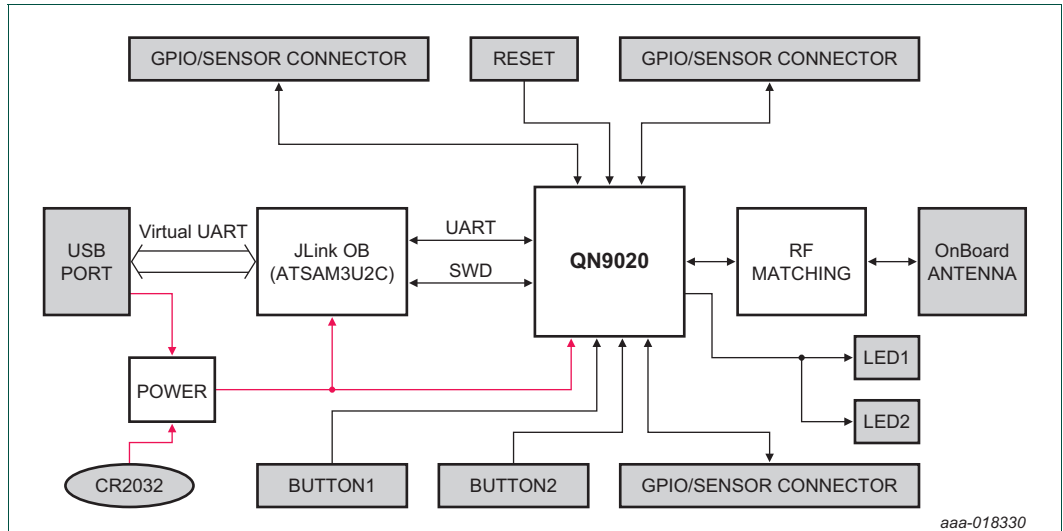 GPIO/SENSOR CONNECTOR
RESET
GPIO/SENSOR CONNECTOR
USB
PORT
Virtual UART
JLink OB
(ATSAM3U2C)
UART
SWD
QN9020
RF
MATCHING
OnBoard
ANTENNA
POWER
LED1
LED2
CR2032
BUTTON1
BUTTON2
GPIO/SENSOR CONNECTOR
aaa-018330